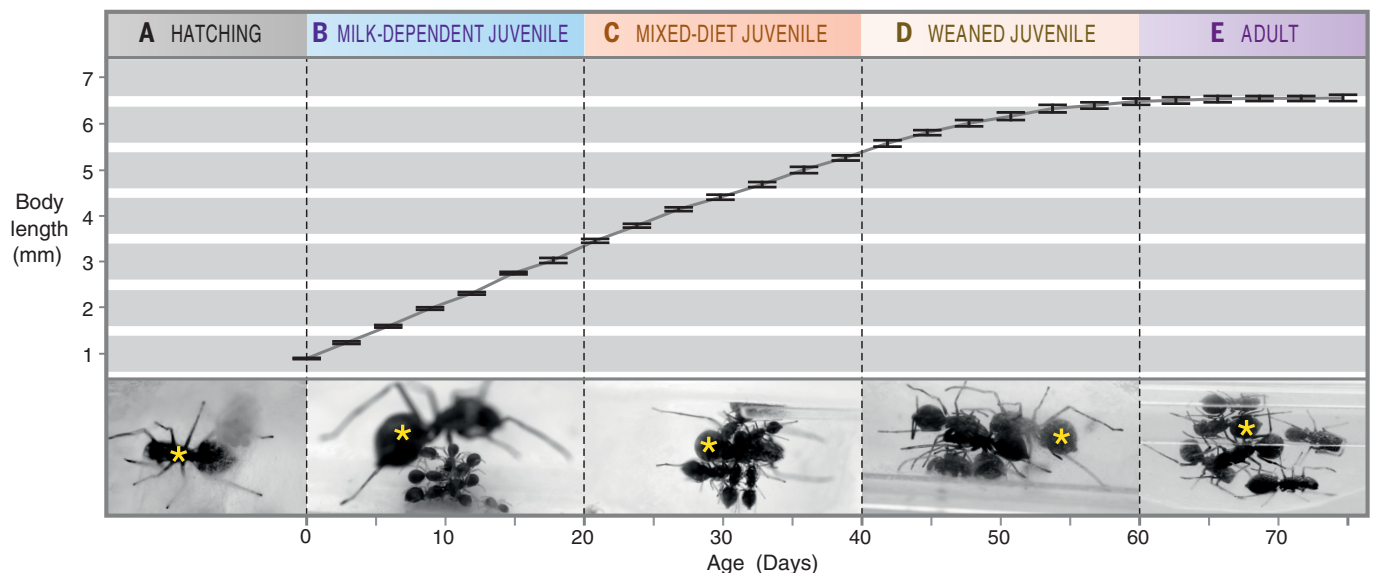 A HATCHING
B MILK-DEPENDENT JUVENILE
C MIXED-DIET JUVENILE
D WEANED JUVENILE
E ADULT
7
6
5
4
3
2
1
Body
length
(mm)
*
*
*
*
*
0 20 40 50 60 70
10 30
Age (Days)